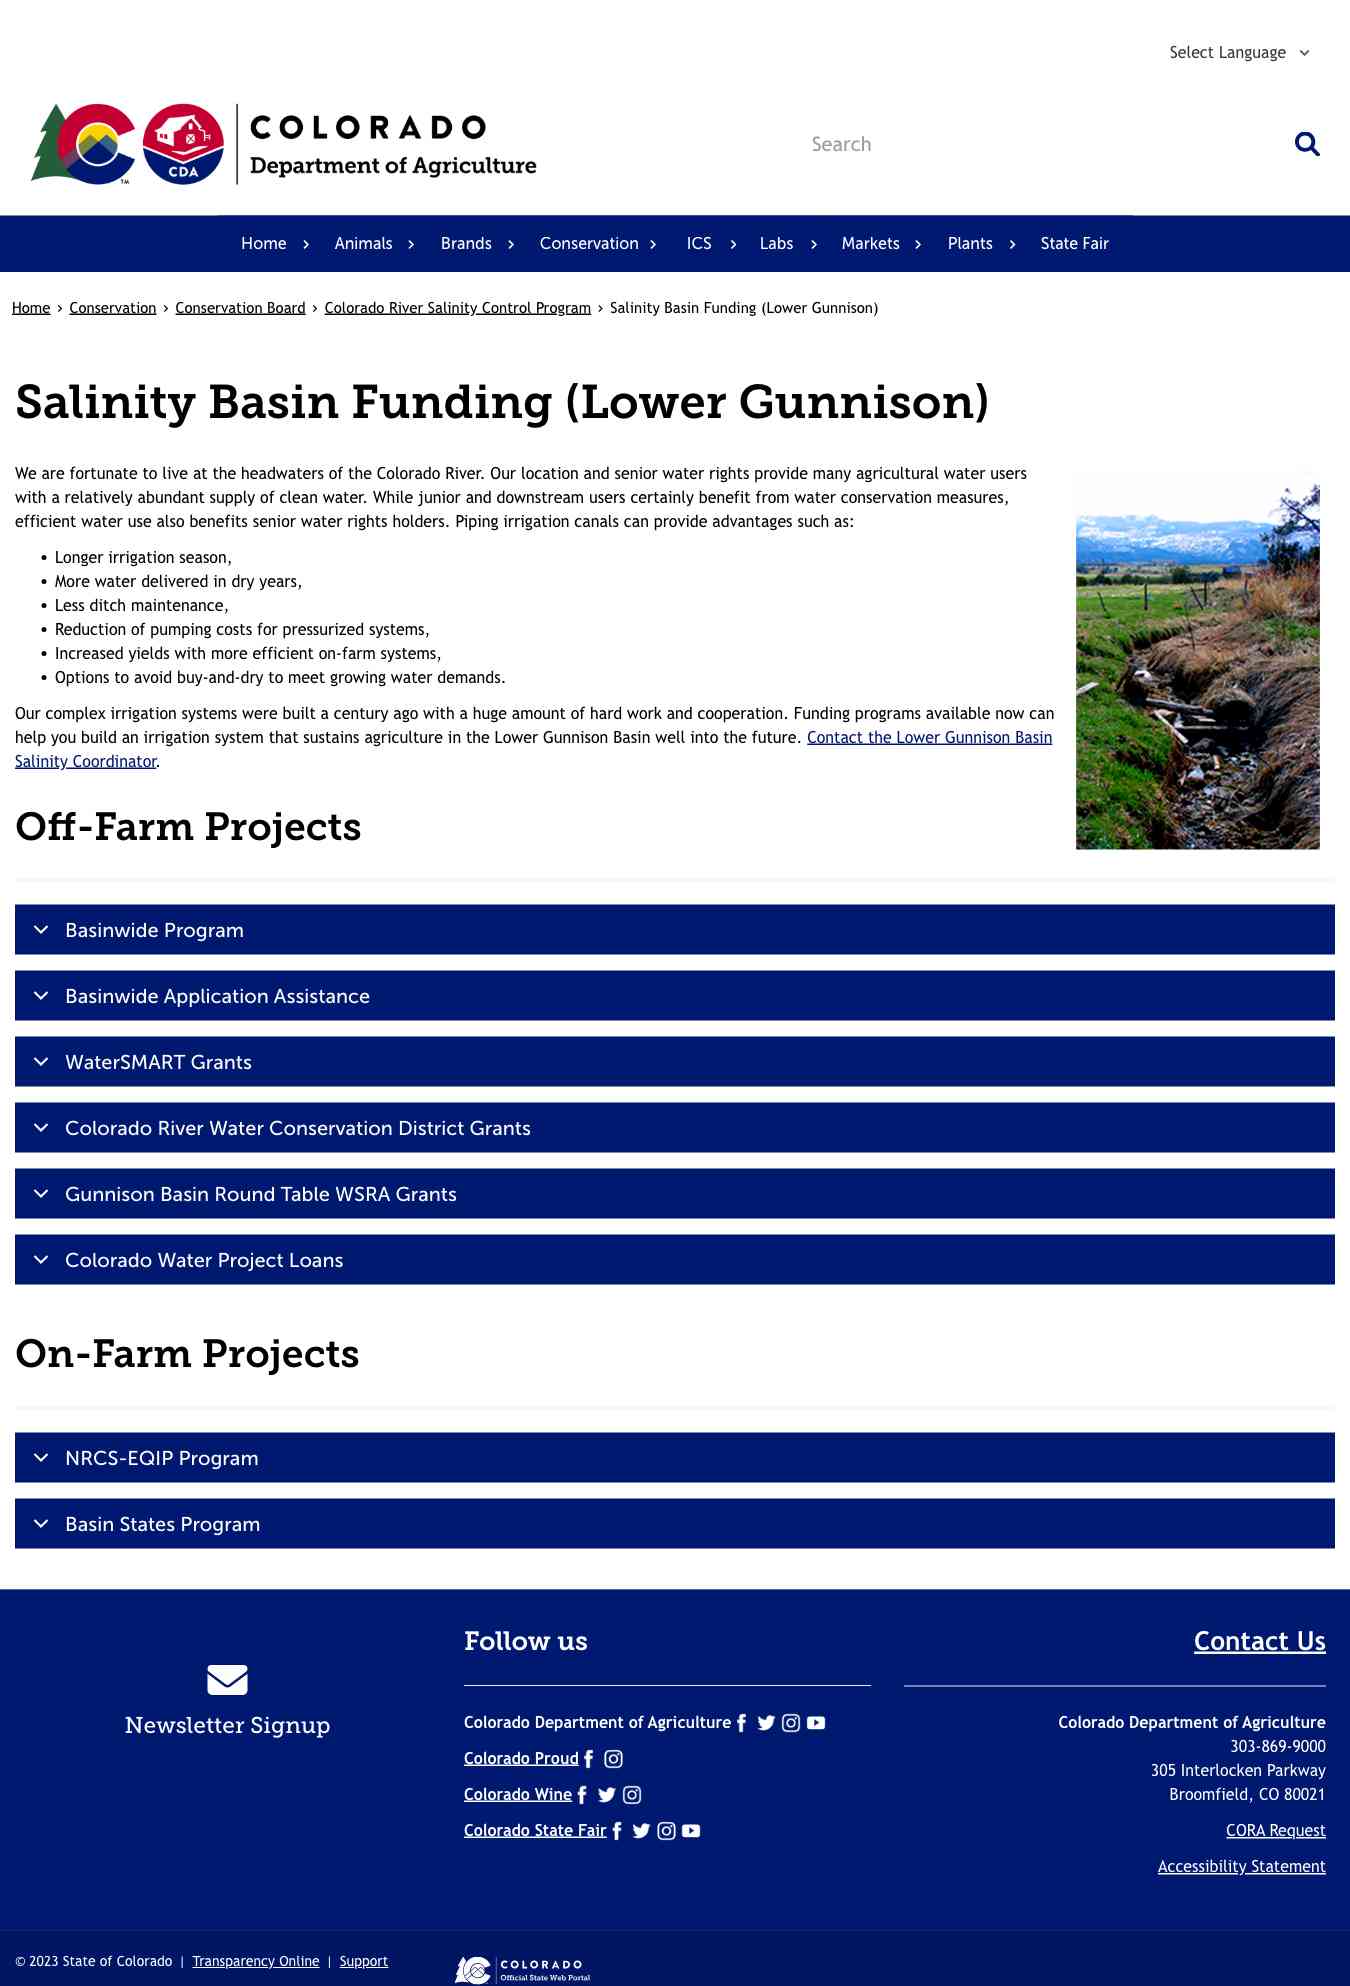 Select Language
COLORADO
Department of Agriculture
CDA
TM
Search
Home Animals Brands Conservation ICS Labs Markets Plants State Fair
Home › Conservation › Conservation Board › Colorado River Salinity Control Program › Salinity Basin Funding (Lower Gunnison)
Salinity Basin Funding (Lower Gunnison)
We are fortunate to live at the headwaters of the Colorado River. Our location and senior water rights provide many agricultural water users
with a relatively abundant supply of clean water. While junior and downstream users certainly benefit from water conservation measures,
efficient water use also benefits senior water rights holders. Piping irrigation canals can provide advantages such as:
• Longer irrigation season,
• More water delivered in dry years,
• Less ditch maintenance,
• Reduction of pumping costs for pressurized systems,
• Increased yields with more efficient on-farm systems,
• Options to avoid buy-and-dry to meet growing water demands.
Our complex irrigation systems were built a century ago with a huge amount of hard work and cooperation. Funding programs available now can
help you build an irrigation system that sustains agriculture in the Lower Gunnison Basin well into the future. Contact the Lower Gunnison Basin
Salinity Coordinator.
Off-Farm Projects
Basinwide Program
Basinwide Application Assistance
WaterSMART Grants
Colorado River Water Conservation District Grants
Gunnison Basin Round Table WSRA Grants
Colorado Water Project Loans
On-Farm Projects
NRCS-EQIP Program
Basin States Program
Newsletter Signup
Follow us
Colorado Department of Agriculture
Colorado Proud
Colorado Wine
Colorado State Fair
Contact Us
Colorado Department of Agriculture
303-869-9000
305 Interlocken Parkway
Broomfield, CO 80021
CORA Request
Accessibility Statement
© 2023 State of Colorado | Transparency Online | Support
COLORADO
Official State Web Portal